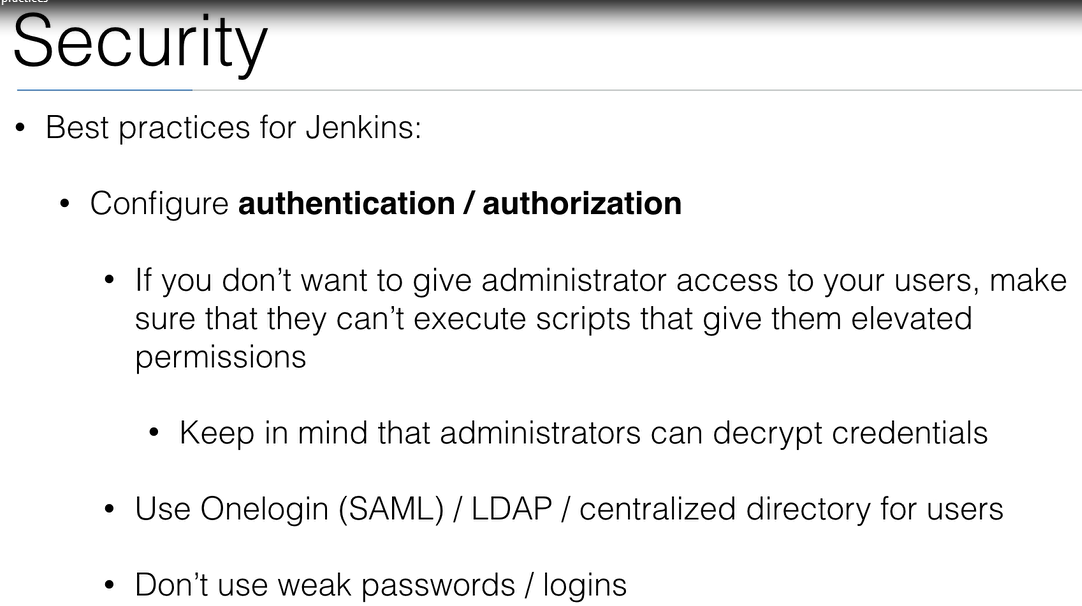 practices
Security
• Best practices for Jenkins:
• Configure authentication / authorization
• If you don’t want to give administrator access to your users, make
sure that they can’t execute scripts that give them elevated
permissions
• Keep in mind that administrators can decrypt credentials
• Use Onelogin (SAML) / LDAP / centralized directory for users
• Don’t use weak passwords / logins